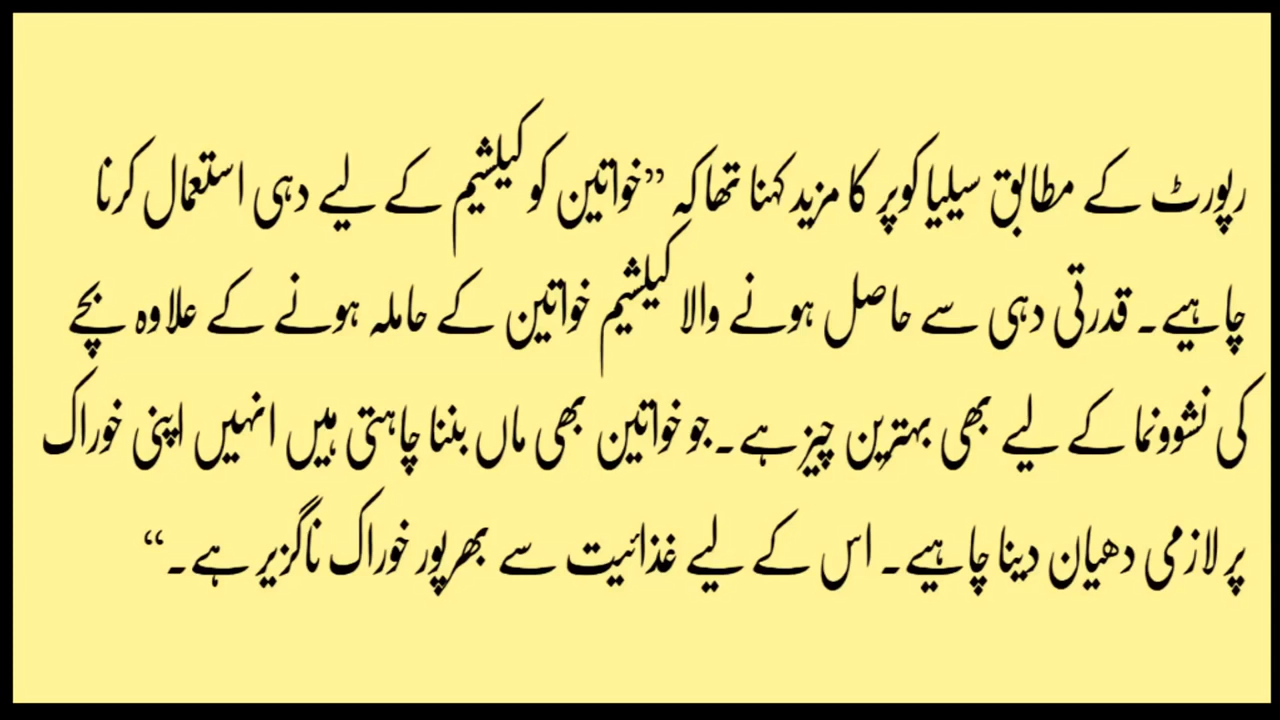 رپورٹ کے مطابق سیلیا کوپر کا مزید کہنا تھا کہ ”خواتین کو کیلشیم کے لیے دہی استعمال کرنا
چاہیے۔ قدرتی دہی سے حاصل ہونے والا کیلشیم خواتین کے حاملہ ہونے کے علاوہ بچے
کی نشوونما کے لیے بھی بہترین چیز ہے۔ جو خواتین بھی ماں بننا چاہتی ہیں انہیں اپنی خوراک
پر لازمی دھیان دینا چاہیے۔ اس کے لیے غذائیت سے بھرپور خوراک ناگزیر ہے۔“